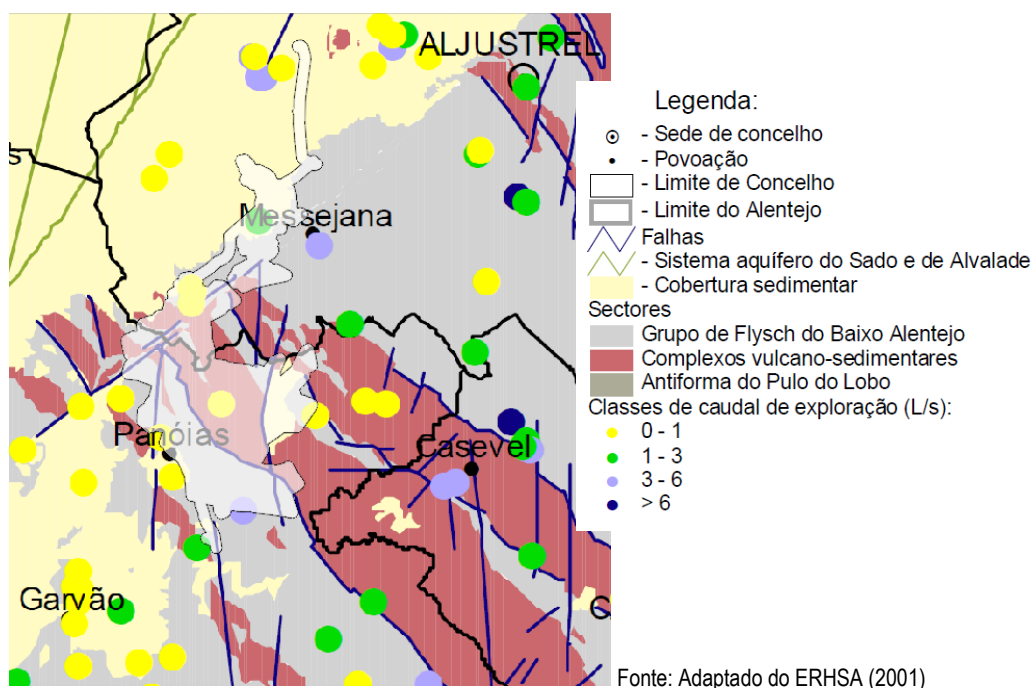 ALJUSTREL
s
Messejana
Panóias
Casevel
Garvão
C
Legenda:
- Sede de concelho
- Povoação
- Limite de Concelho
- Limite do Alentejo
Falhas
- Sistema aquífero do Sado e de Alvalade
- Cobertura sedimentar
Sectores
Grupo de Flysch do Baixo Alentejo
Complexos vulcano-sedimentares
Antiforma do Pulo do Lobo
Classes de caudal de exploração (L/s):
0 - 1
1 - 3
3 - 6
> 6
Fonte: Adaptado do ERHSA (2001)